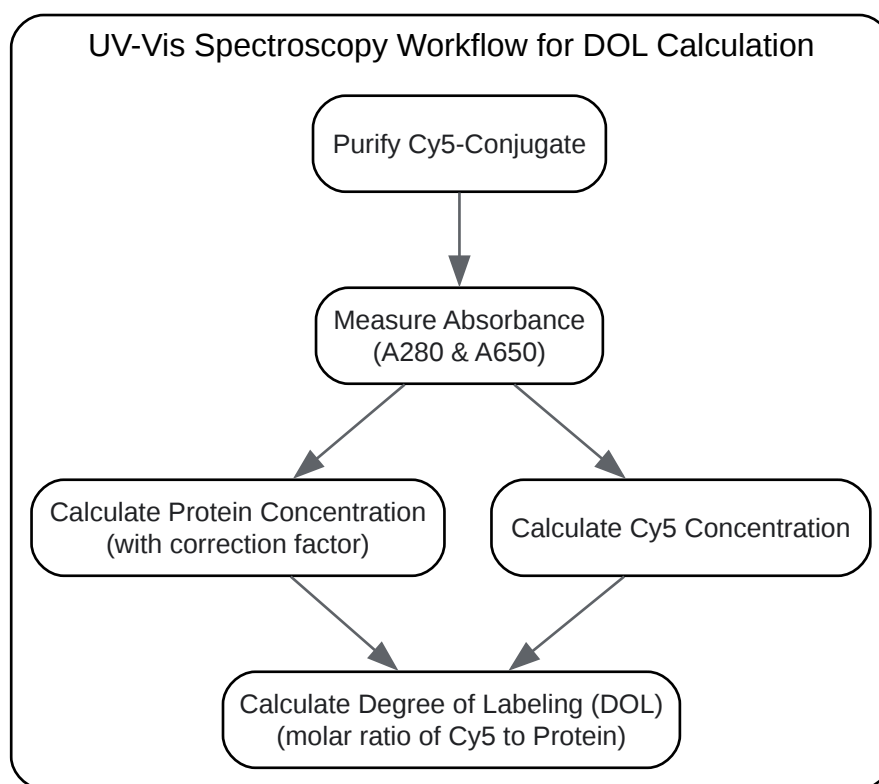 UV-Vis Spectroscopy Workflow for DOL Calculation
Purify Cy5-Conjugate
Measure Absorbance
(A280 & A650)
Calculate Protein Concentration
(with correction factor)
Calculate Cy5 Concentration
Calculate Degree of Labeling (DOL)
(molar ratio of Cy5 to Protein)